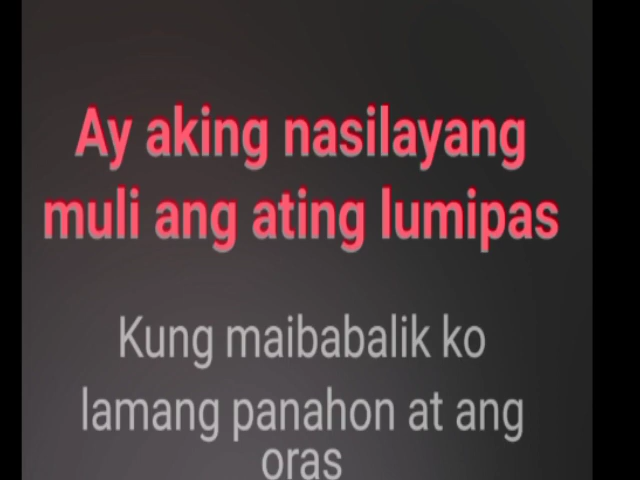 Ay aking nasilayang
muli ang ating lumipas
Kung maibabalik ko
lamang panahon at ang
oras